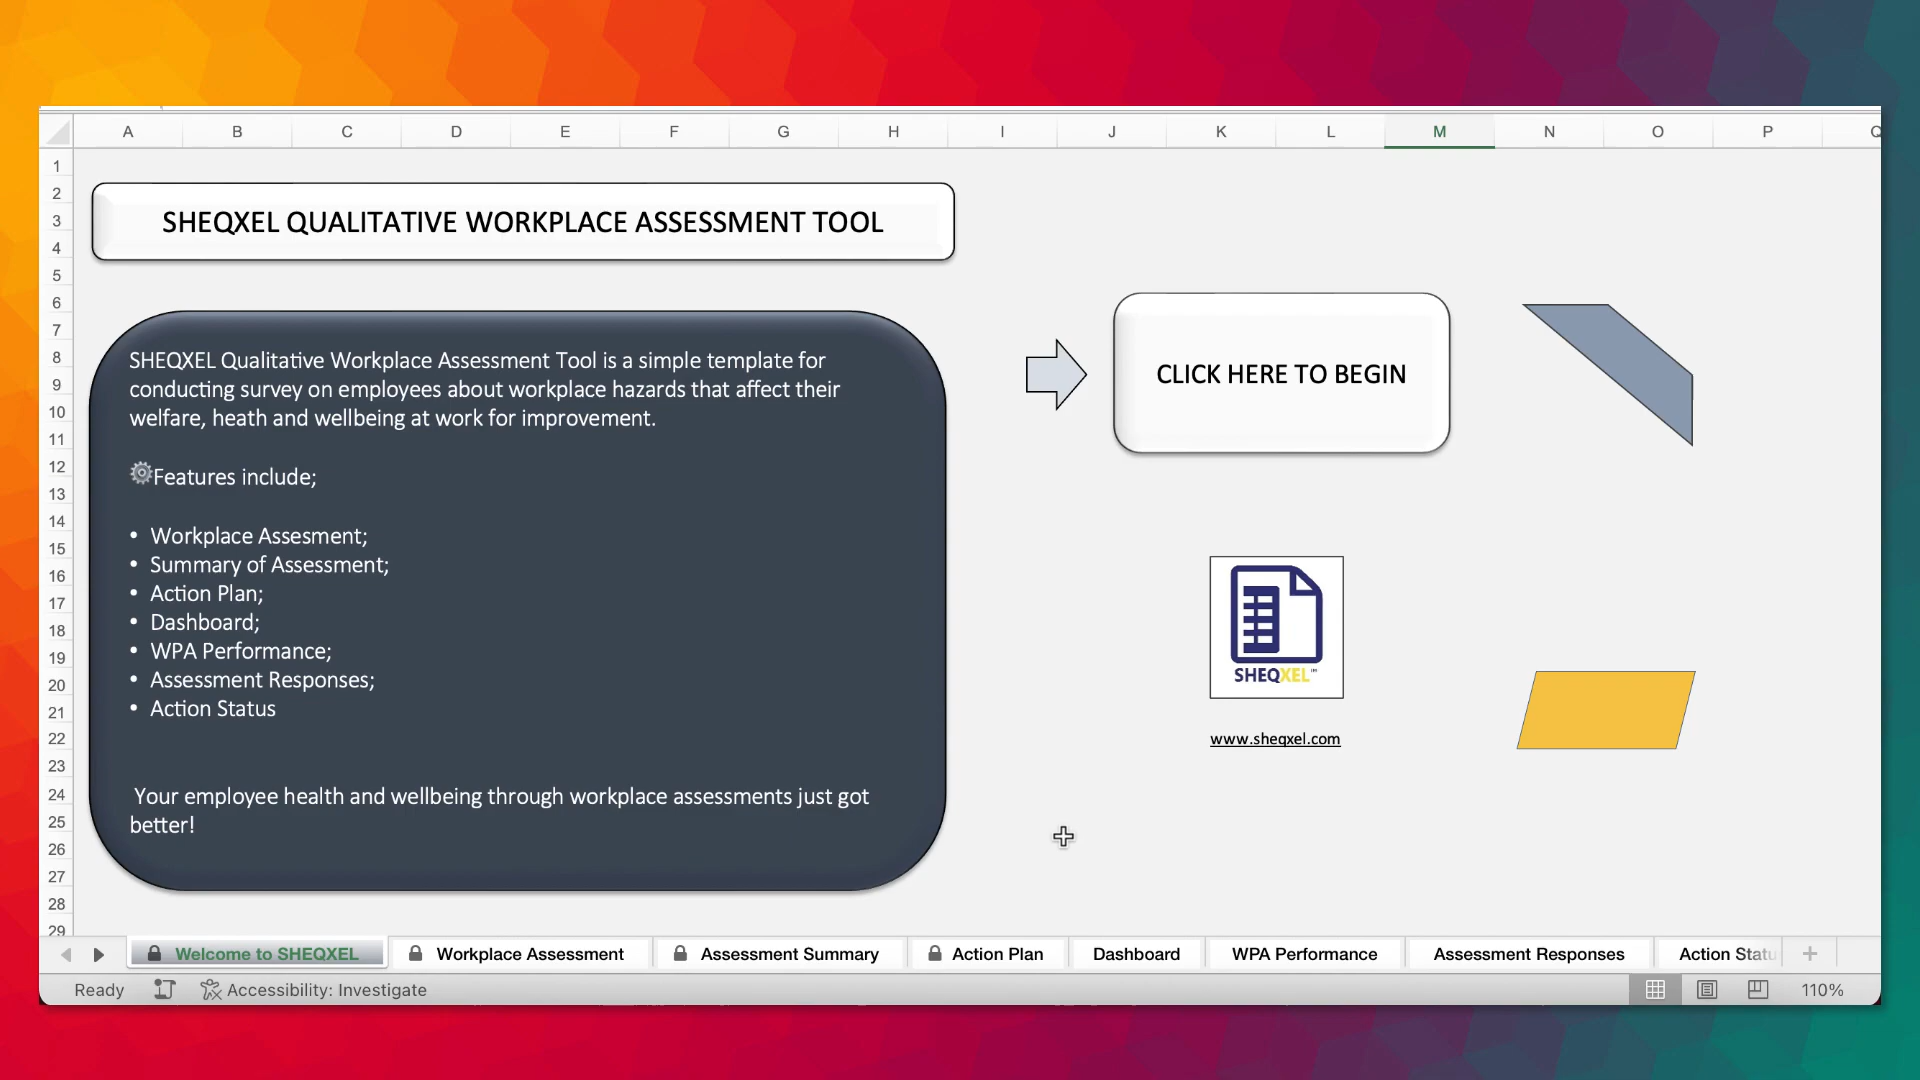 A B C D E F G H I J K L M N O P Q
1
2
3
4
5
6
7
8
9
10
11
12
13
14
15
16
17
18
19
20
21
22
23
24
25
26
27
28
29
SHEQXEL QUALITATIVE WORKPLACE ASSESSMENT TOOL
SHEQXEL Qualitative Workplace Assessment Tool is a simple template for
conducting survey on employees about workplace hazards that affect their
welfare, heath and wellbeing at work for improvement.
Features include;
• Workplace Assesment;
• Summary of Assessment;
• Action Plan;
• Dashboard;
• WPA Performance;
• Assessment Responses;
• Action Status
Your employee health and wellbeing through workplace assessments just got
better!
CLICK HERE TO BEGIN
SHEQXEL™
www.sheqxel.com
Welcome to SHEQXEL Workplace Assessment Assessment Summary Action Plan Dashboard WPA Performance Assessment Responses Action Statu
Ready Accessibility: Investigate 110%